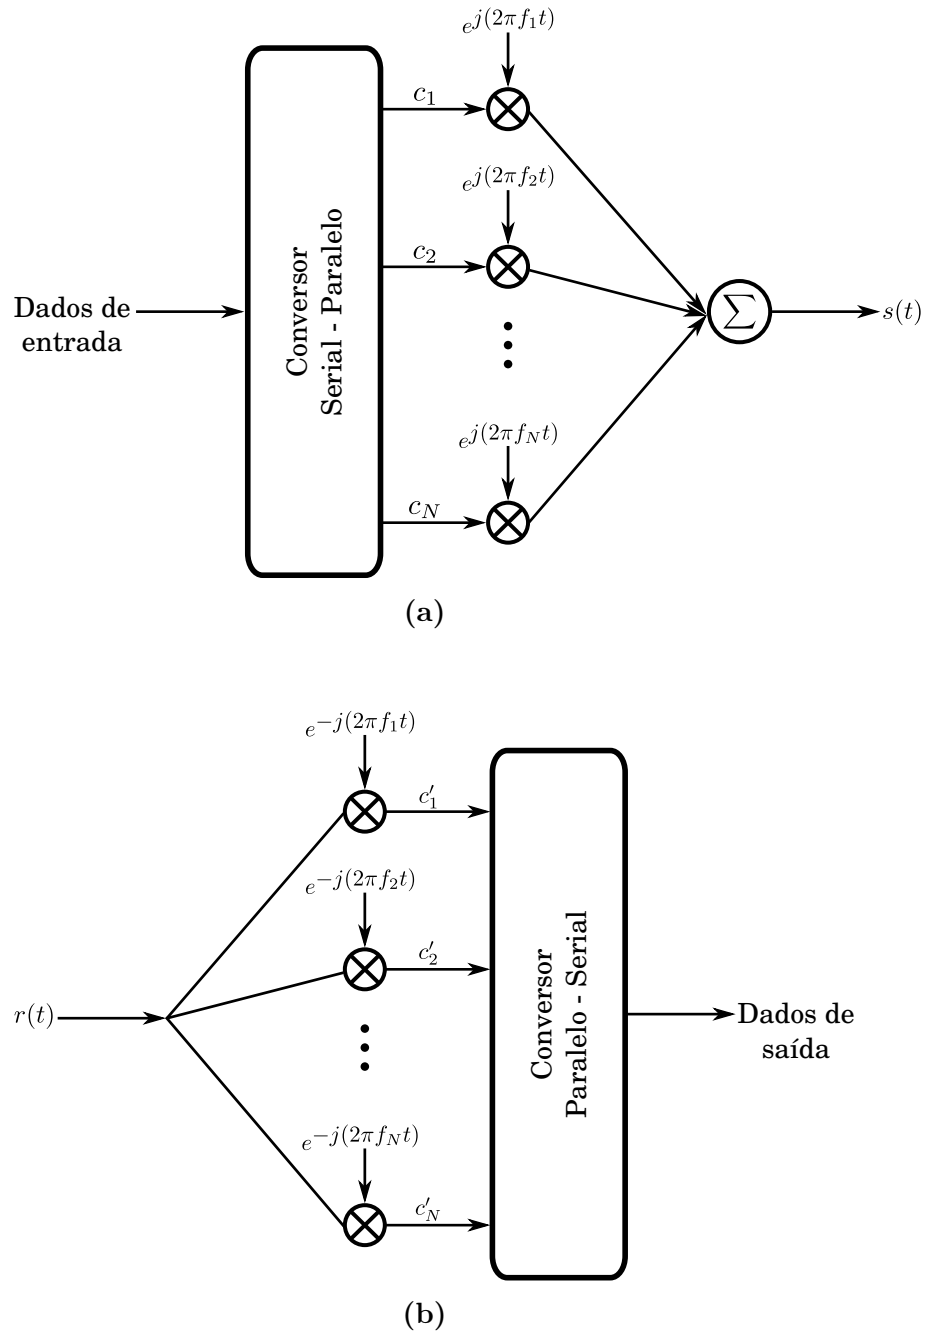 e^{j(2πf_1t)}
c_1
e^{j(2πf_2t)}
c_2
Conversor
Serial - Paralelo
Dados de
entrada
Σ
s(t)
e^{j(2πf_Nt)}
c_N
(a)
e^{-j(2πf_1t)}
c'_1
e^{-j(2πf_2t)}
c'_2
r(t)
Conversor
Paralelo - Serial
Dados de
saída
e^{-j(2πf_Nt)}
c'_N
(b)